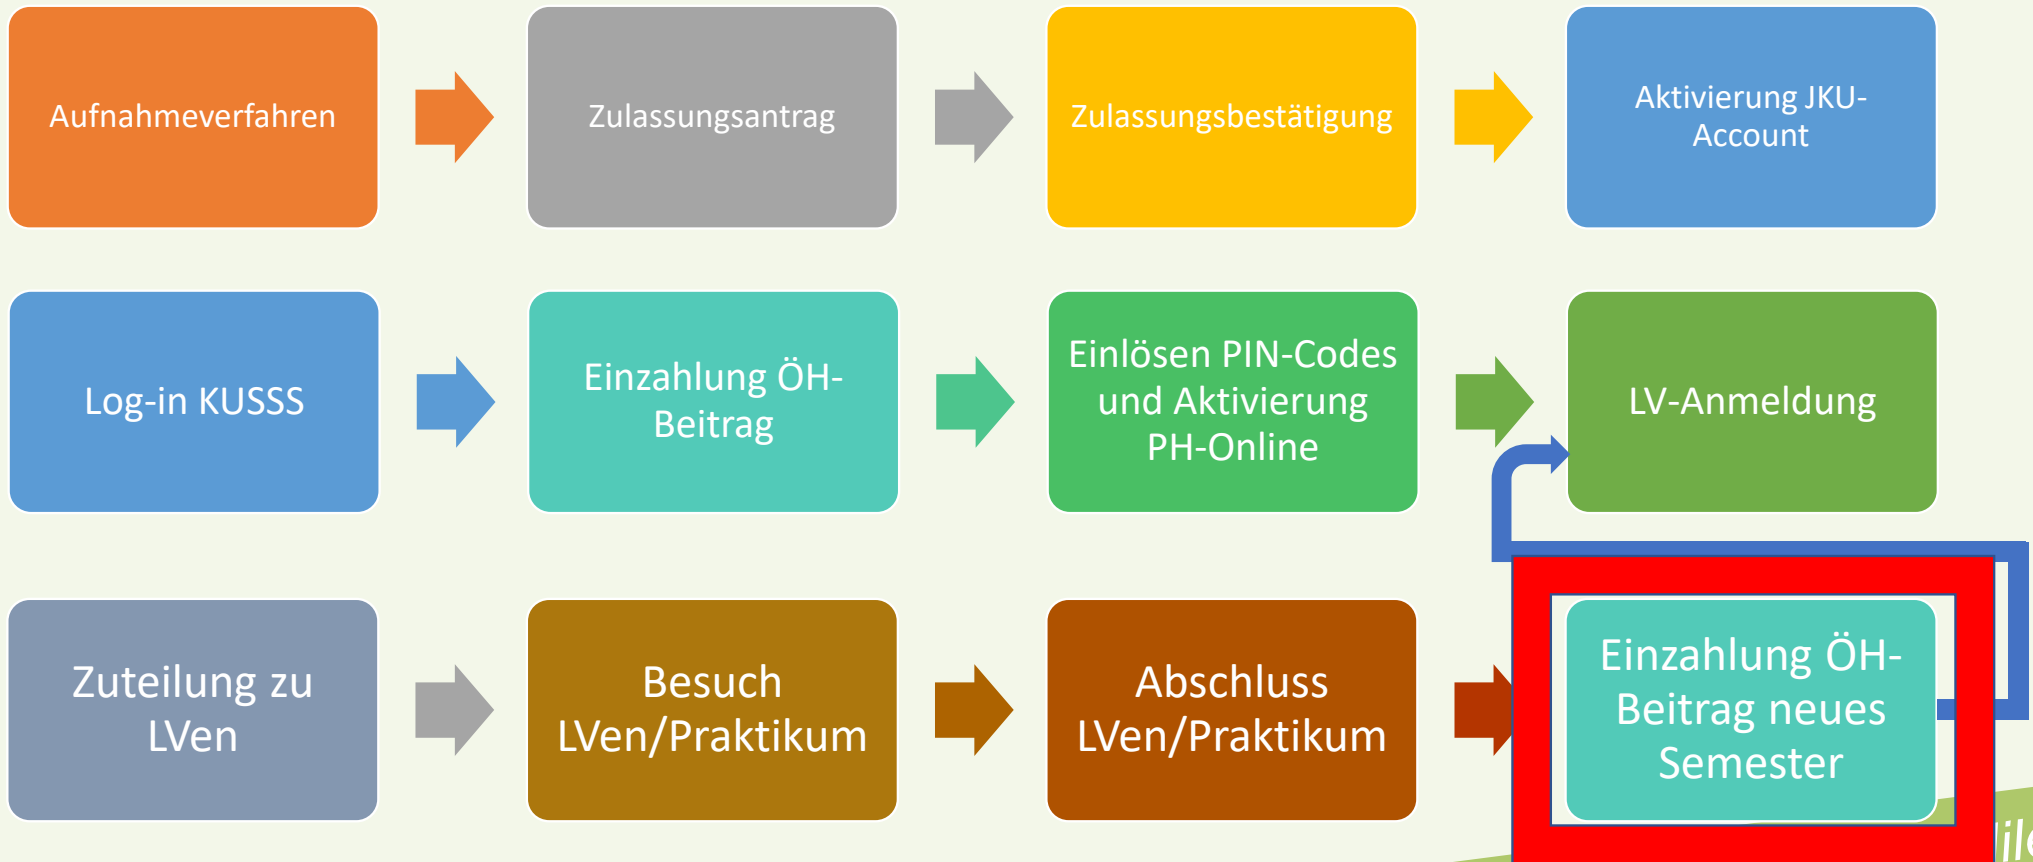 Aufnahmeverfahren
Zulassungsantrag
Zulassungsbestätigung
Aktivierung JKU-
Account
Log-in KUSSS
Einzahlung ÖH-
Beitrag
Einlösen PIN-Codes
und Aktivierung
PH-Online
LV-Anmeldung
Zuteilung zu
LVen
Besuch
LVen/Praktikum
Abschluss
LVen/Praktikum
Einzahlung ÖH-
Beitrag neues
Semester